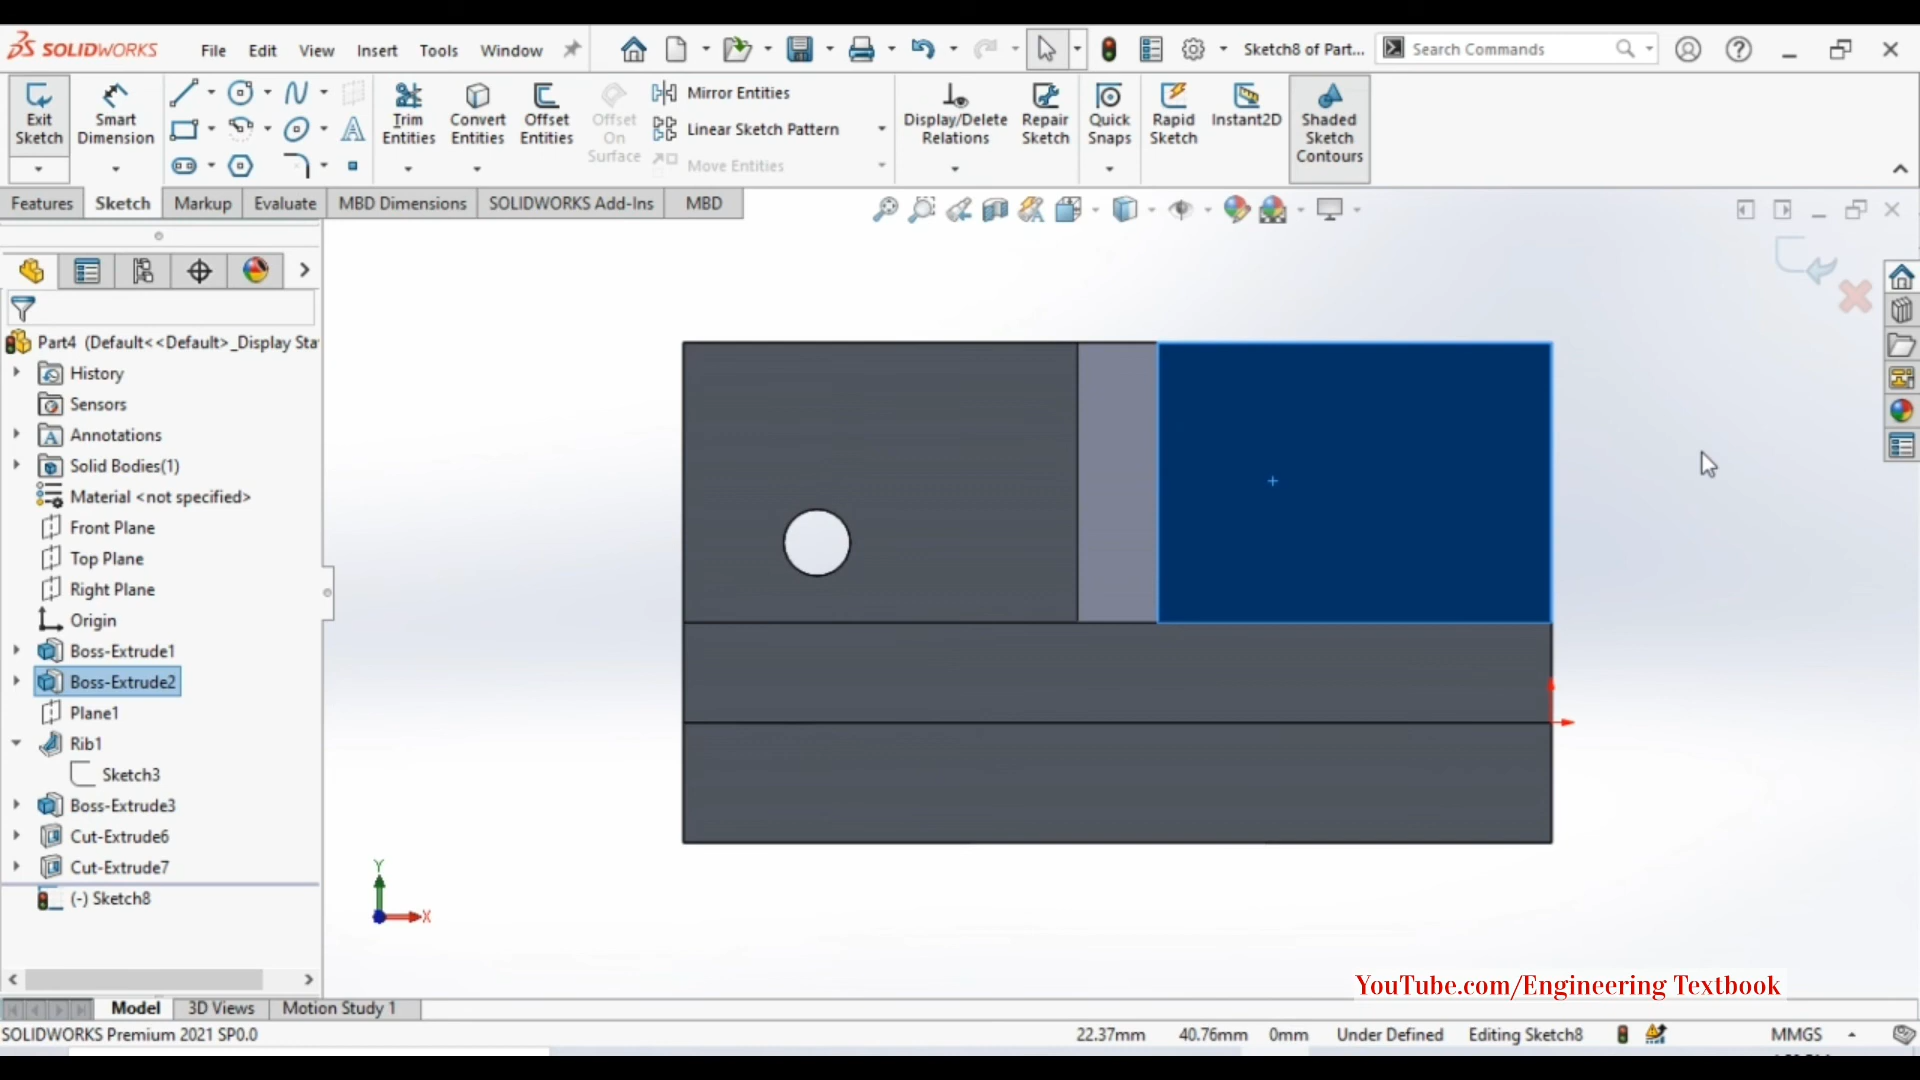 SOLIDWORKS File Edit View Insert Tools Window Sketch8 of Part... Search Commands
Exit Sketch
Smart Dimension
Trim Entities
Convert Entities
Offset Entities
Offset On Surface
Mirror Entities
Linear Sketch Pattern
Move Entities
Display/Delete Relations
Repair Sketch
Quick Snaps
Rapid Sketch
Instant2D
Shaded Sketch Contours
Features Sketch Markup Evaluate MBD Dimensions SOLIDWORKS Add-Ins MBD
Part4 (Default<<Default>_Display Sta
History
Sensors
Annotations
Solid Bodies(1)
Material <not specified>
Front Plane
Top Plane
Right Plane
Origin
Boss-Extrude1
Boss-Extrude2
Plane1
Rib1
Sketch3
Boss-Extrude3
Cut-Extrude6
Cut-Extrude7
(-) Sketch8
Y
X
YouTube.com/Engineering Textbook
Model 3D Views Motion Study 1
SOLIDWORKS Premium 2021 SP0.0 22.37mm 40.76mm 0mm Under Defined Editing Sketch8 MMGS